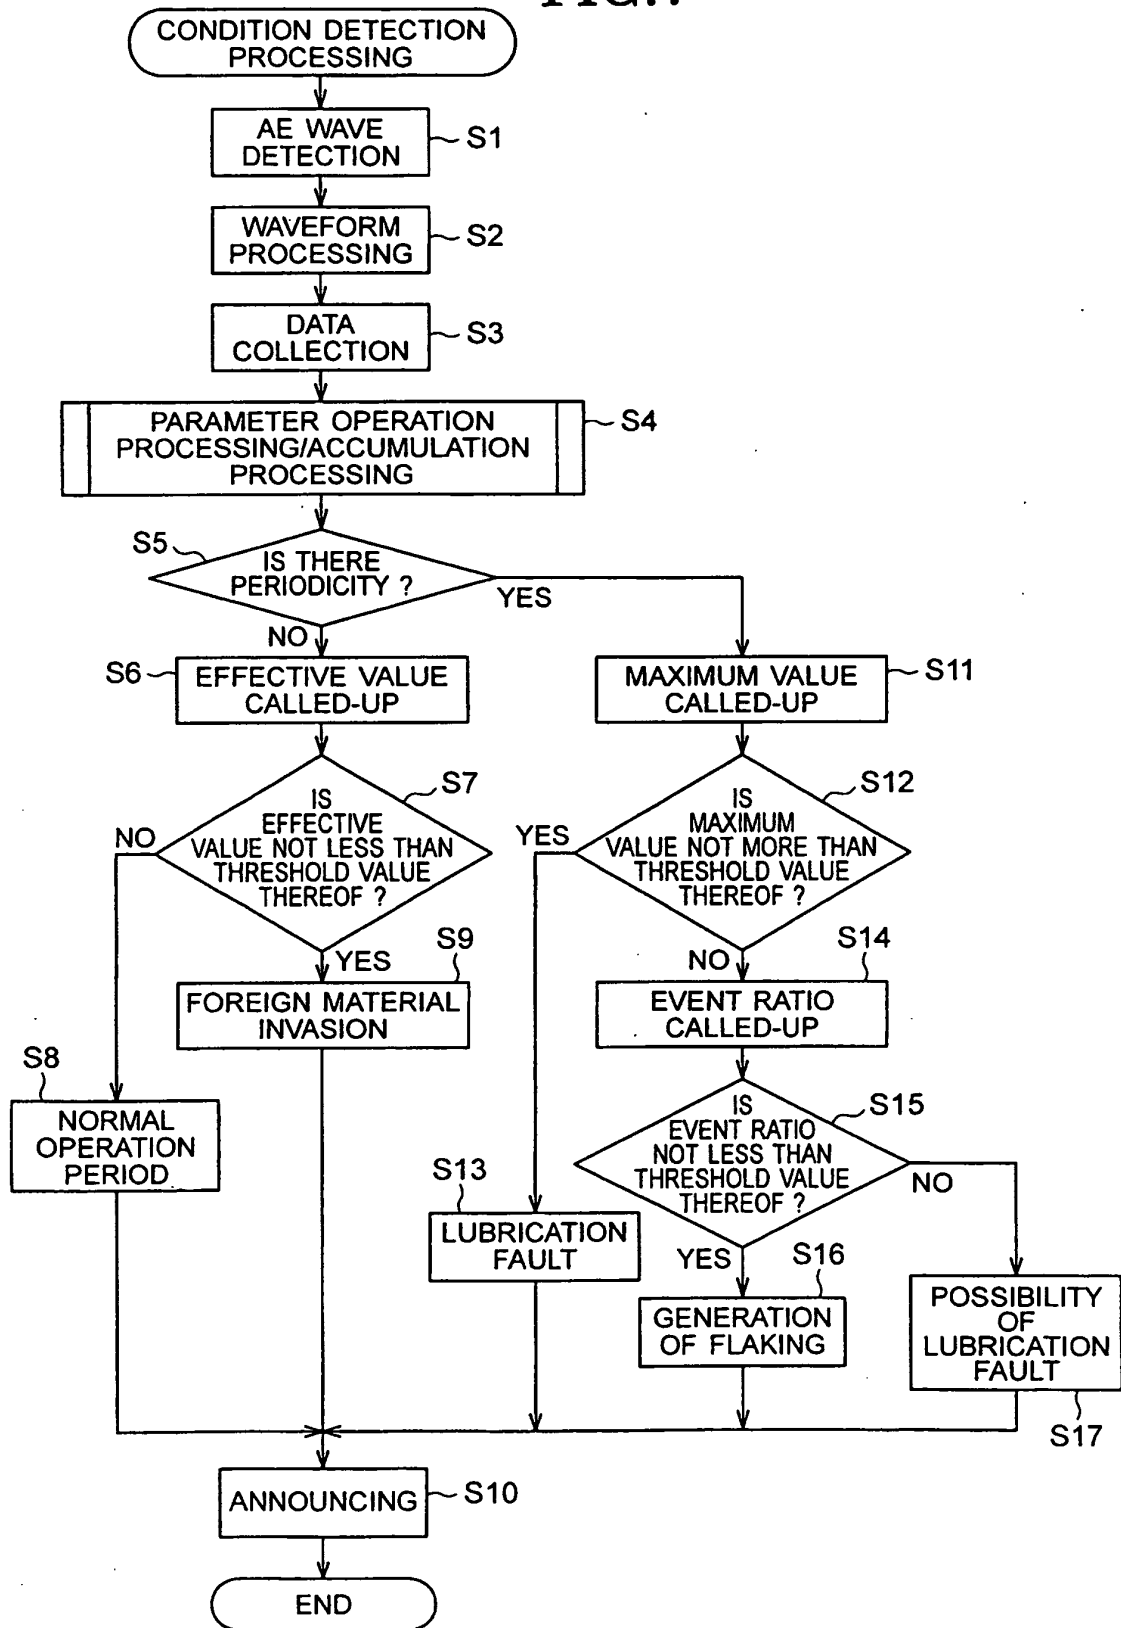 CONDITION DETECTION
PROCESSING
AE WAVE
DETECTION
S1
WAVEFORM
PROCESSING
S2
DATA
COLLECTION
S3
PARAMETER OPERATION
PROCESSING/ACCUMULATION
PROCESSING
S4
S5
IS THERE
PERIODICITY ?
YES
NO
S6
EFFECTIVE VALUE
CALLED-UP
MAXIMUM VALUE
CALLED-UP
S11
S7
IS
EFFECTIVE
VALUE NOT LESS THAN
THRESHOLD VALUE
THEREOF ?
NO
YES
S12
IS
MAXIMUM
VALUE NOT MORE THAN
THRESHOLD VALUE
THEREOF ?
YES
NO
S9
FOREIGN MATERIAL
INVASION
S14
EVENT RATIO
CALLED-UP
S8
NORMAL
OPERATION
PERIOD
S15
IS
EVENT RATIO
NOT LESS THAN
THRESHOLD VALUE
THEREOF ?
NO
YES
S13
LUBRICATION
FAULT
S16
GENERATION
OF FLAKING
POSSIBILITY
OF
LUBRICATION
FAULT
S17
ANNOUNCING
S10
END